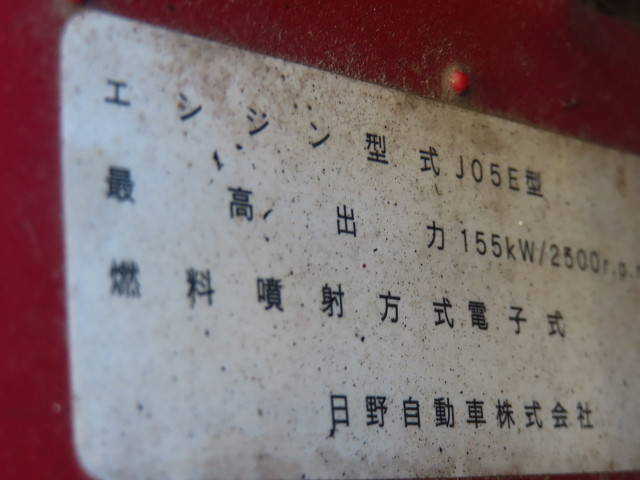 エンジン型式J05E型
最高出力155kW/2500r.p.
燃料噴射方式電子式
日野自動車株式会社